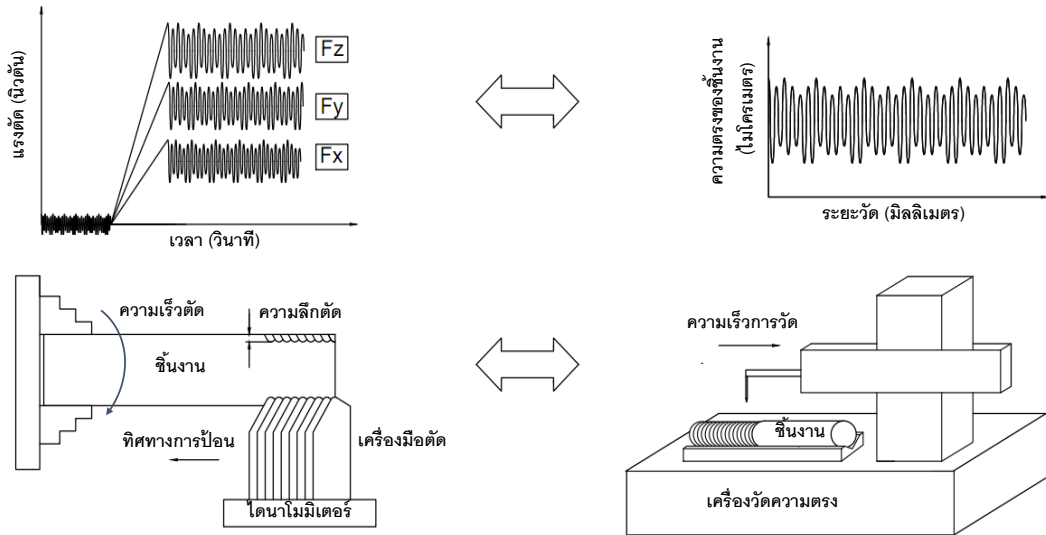 แรงตัด (นิวตัน)
Fz
Fy
Fx
เวลา (วินาที)
ความตรงของชิ้นงาน
(ไมโครเมตร)
ระยะวัด (มิลลิเมตร)
ความเร็วตัด
ความลึกตัด
ชิ้นงาน
ทิศทางการป้อน
เครื่องมือตัด
ไดนาโมมิเตอร์
ความเร็วการวัด
ชิ้นงาน
เครื่องวัดความตรง